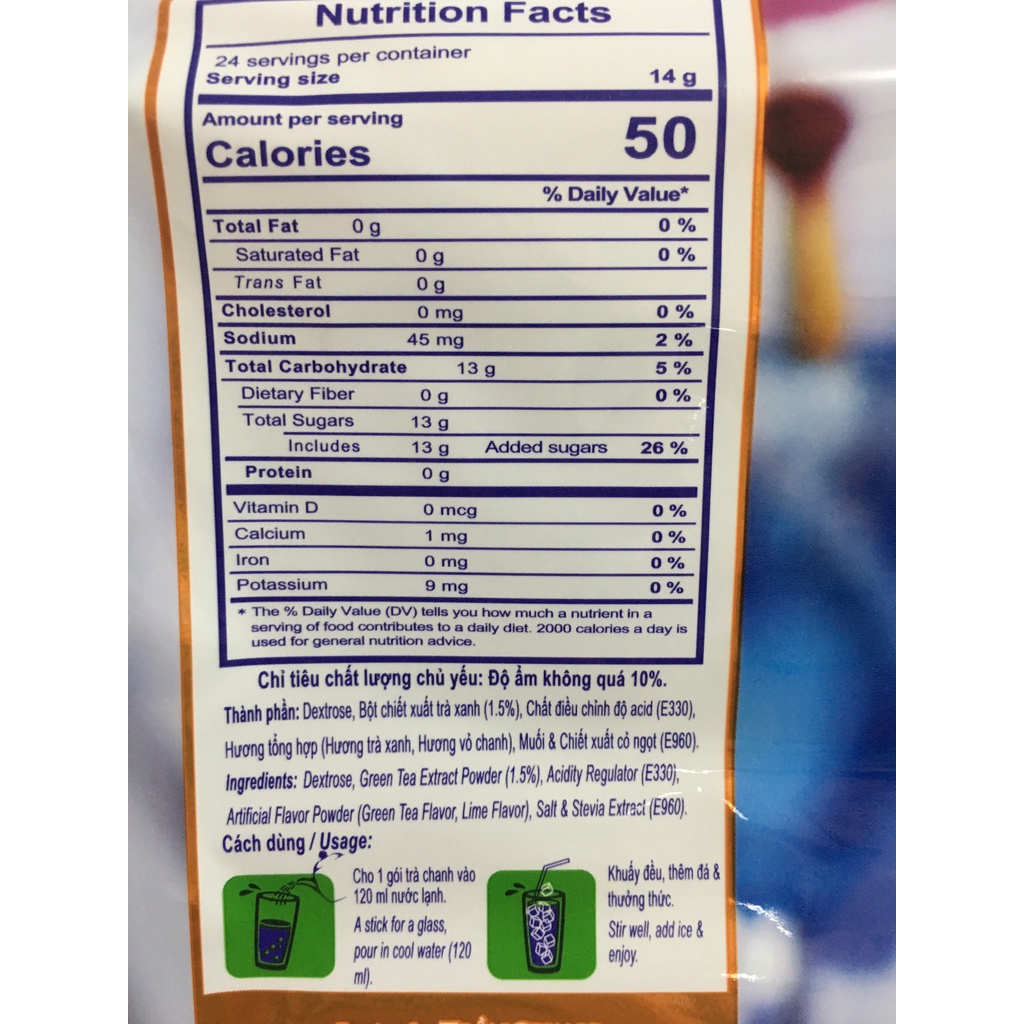 Nutrition Facts
24 servings per container
Serving size 14 g
Amount per serving
Calories 50
% Daily Value*
Total Fat 0 g 0 %
Saturated Fat 0 g 0 %
Trans Fat 0 g
Cholesterol 0 mg 0 %
Sodium 45 mg 2 %
Total Carbohydrate 13 g 5 %
Dietary Fiber 0 g 0 %
Total Sugars 13 g
Includes 13 g Added sugars 26 %
Protein 0 g
Vitamin D 0 mcg 0 %
Calcium 1 mg 0 %
Iron 0 mg 0 %
Potassium 9 mg 0 %
* The % Daily Value (DV) tells you how much a nutrient in a
serving of food contributes to a daily diet. 2000 calories a day is
used for general nutrition advice.
Chỉ tiêu chất lượng chủ yếu: Độ ẩm không quá 10%.
Thành phần: Dextrose, Bột chiết xuất trà xanh (1.5%), Chất điều chỉnh độ acid (E330),
Hương tổng hợp (Hương trà xanh, Hương vỏ chanh), Muối & Chiết xuất cỏ ngọt (E960).
Ingredients: Dextrose, Green Tea Extract Powder (1.5%), Acidity Regulator (E330),
Artificial Flavor Powder (Green Tea Flavor, Lime Flavor), Salt & Stevia Extract (E960).
Cách dùng / Usage:
Cho 1 gói trà chanh vào
120 ml nước lạnh.
A stick for a glass,
pour in cool water (120
ml).
Khuấy đều, thêm đá &
thưởng thức.
Stir well, add ice &
enjoy.